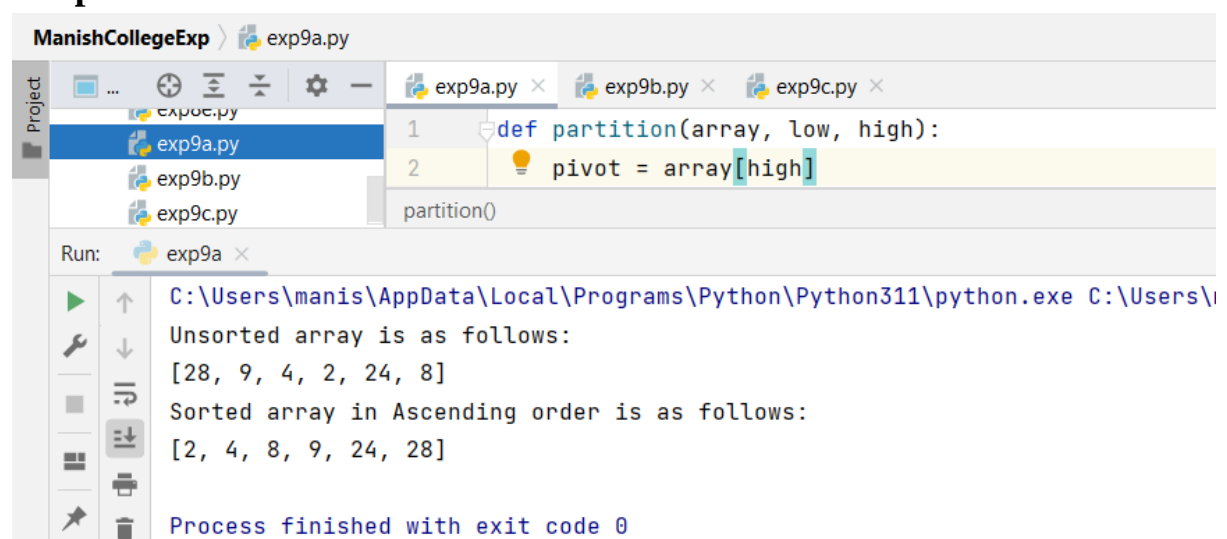 ManishCollegeExp exp9a.py
Project
...
exp9a.py exp9b.py exp9c.py
exp8e.py
exp9a.py
exp9b.py
exp9c.py
1 def partition(array, low, high):
2 pivot = array[high]
partition()
Run: exp9a
C:\Users\manis\AppData\Local\Programs\Python\Python311\python.exe C:\Users\
Unsorted array is as follows:
[28, 9, 4, 2, 24, 8]
Sorted array in Ascending order is as follows:
[2, 4, 8, 9, 24, 28]
Process finished with exit code 0